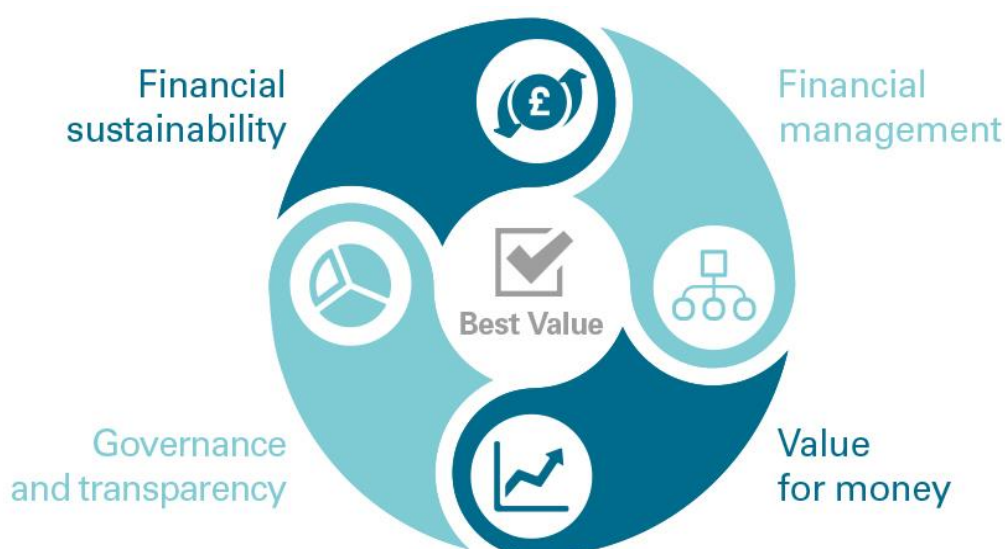 Financial
sustainability
Financial
management
£
Best Value
Governance
and transparency
Value
for money